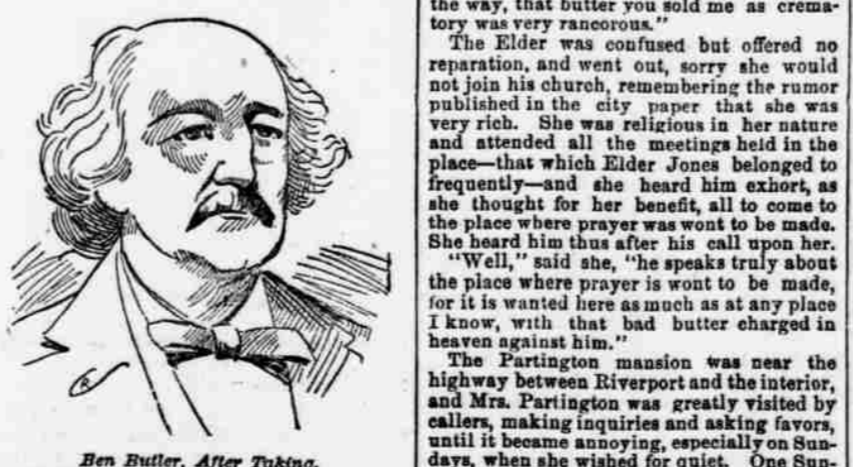 the way, that butter you sold me as crema-
tory was very rancorous."
The Elder was confused but offered no
reparation, and went out, sorry she would
not join his church, remembering the rumor
published in the city paper that she was
very rich. She was religious in her nature
and attended all the meetings held in the
place—that which Elder Jones belonged to
frequently—and she heard him exhort, as
she thought for her benefit, all to come to
the place where prayer was wont to be made.
She heard him thus after his call upon her.
"Well," said she, "he speaks truly about
the place where prayer is wont to be made,
for it is wanted here as much as at any place
I know, with that bad butter charged in
heaven against him."
The Partington mansion was near the
highway between Riverport and the interior,
and Mrs. Partington was greatly visited by
callers, making inquiries and asking favors,
until it became annoying, especially on Sun-
days, when she wished for quiet. One Sun-
Ben Butler, After Taking.